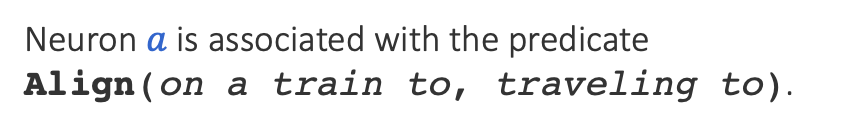 Neuron a is associated with the predicate
Align(on a train to, traveling to).